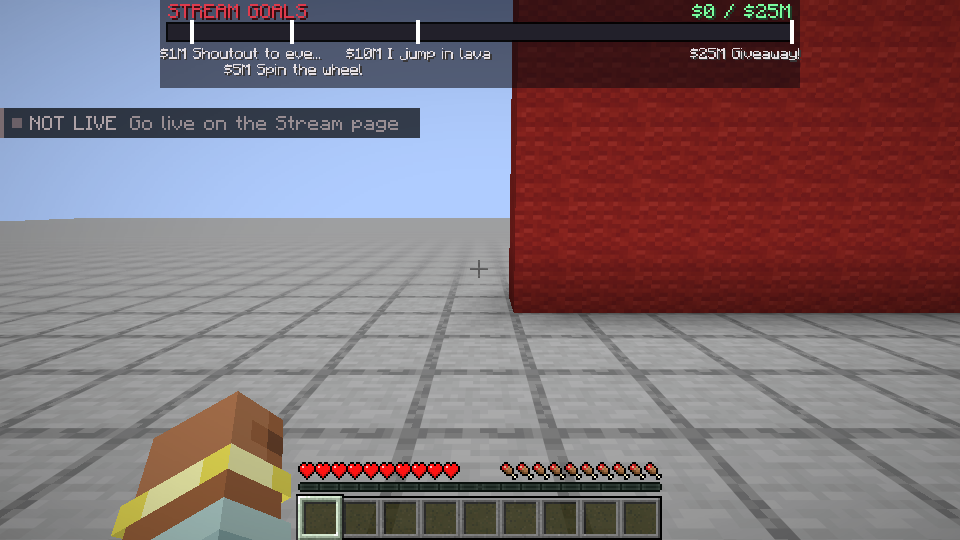 STREAM GOALS $0 / $25M
$1M Shoutout to eve... $10M I jump in lava $25M Giveaway!
$5M Spin the wheel
NOT LIVE Go live on the Stream page